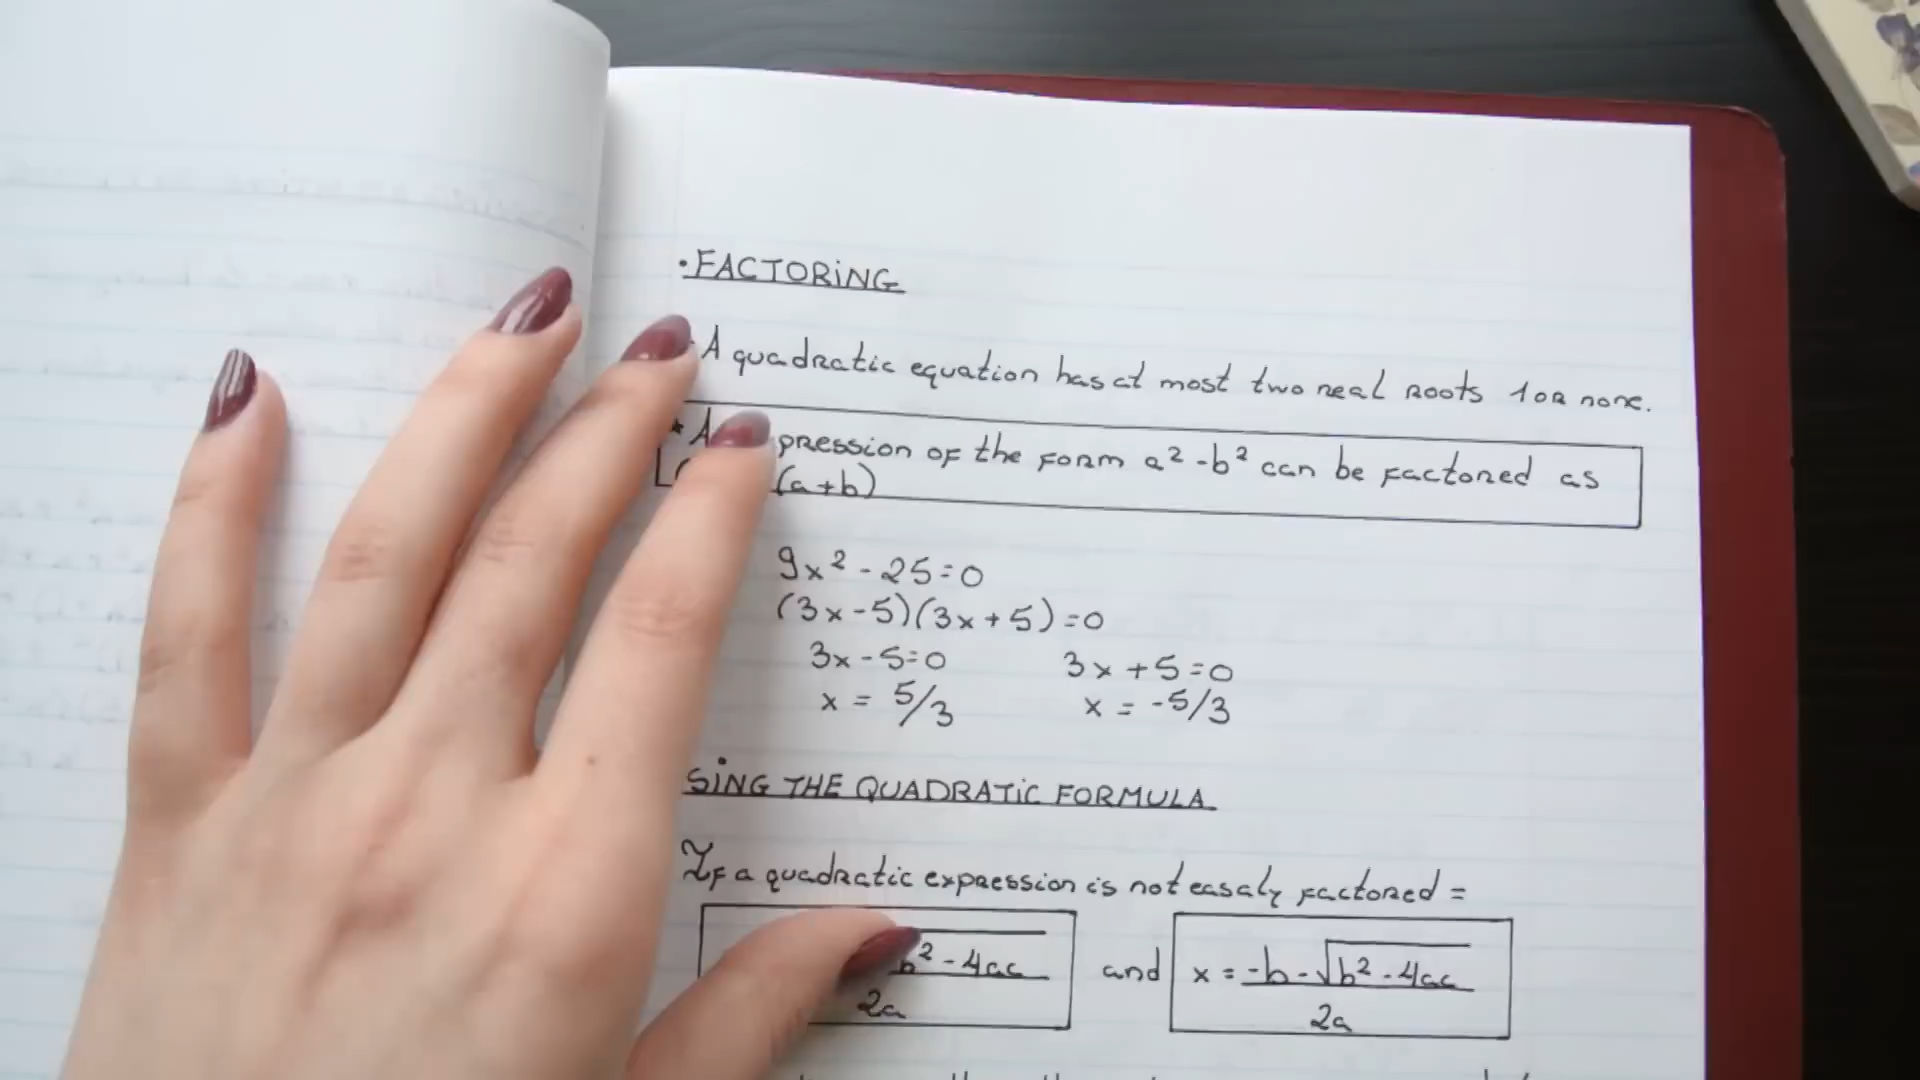 • FACTORING
A quadratic equation has at most two real roots 1 or none.
* A pression of the form a² - b² can be factored as
(a+b)
9x² - 25 = 0
(3x - 5)(3x + 5) = 0
3x - 5 = 0 3x + 5 = 0
x = 5/3 x = -5/3
SING THE QUADRATIC FORMULA
If a quadratic expression is not easaly factored =
b² - 4ac and x = -b - √b² - 4ac
2a 2a